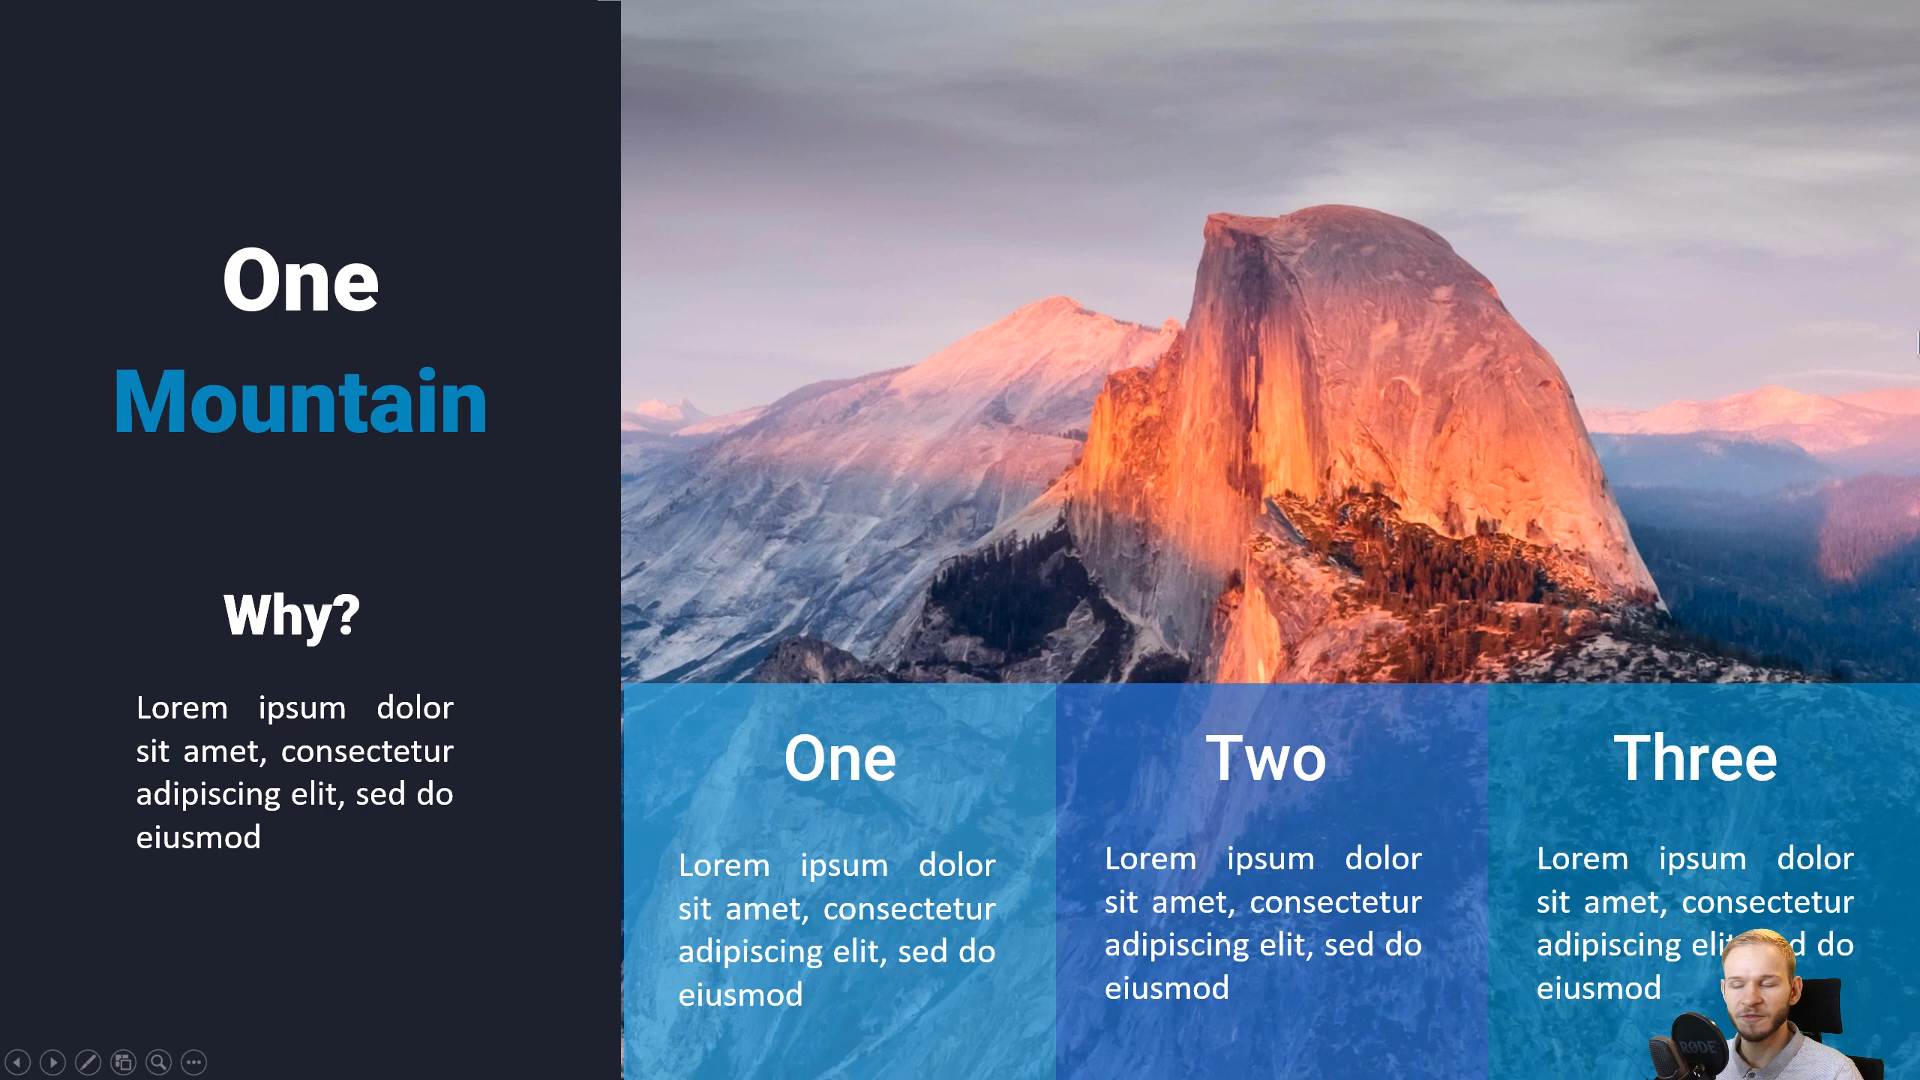 One
Mountain
Why?
Lorem ipsum dolor
sit amet, consectetur
adipiscing elit, sed do
eiusmod
One
Lorem ipsum dolor
sit amet, consectetur
adipiscing elit, sed do
eiusmod
Two
Lorem ipsum dolor
sit amet, consectetur
adipiscing elit, sed do
eiusmod
Three
Lorem ipsum dolor
sit amet, consectetur
adipiscing do
eiusmod
RØDE